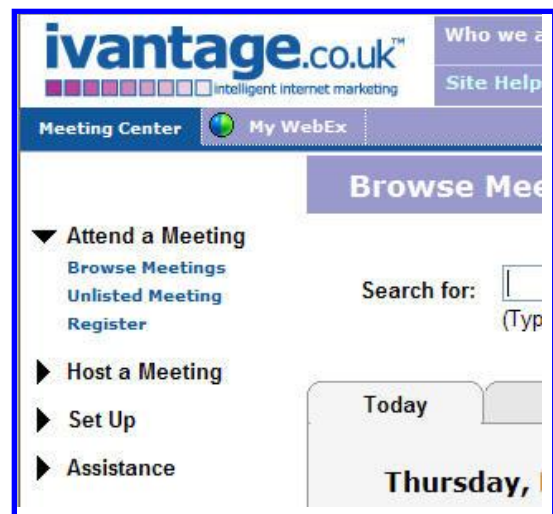 ivantage.co.uk™
intelligent internet marketing
Who we a
Site Help
Meeting Center
My WebEx
Browse Mee
Attend a Meeting
Browse Meetings
Unlisted Meeting
Register
Host a Meeting
Set Up
Assistance
Search for:
(Typ
Today
Thursday,